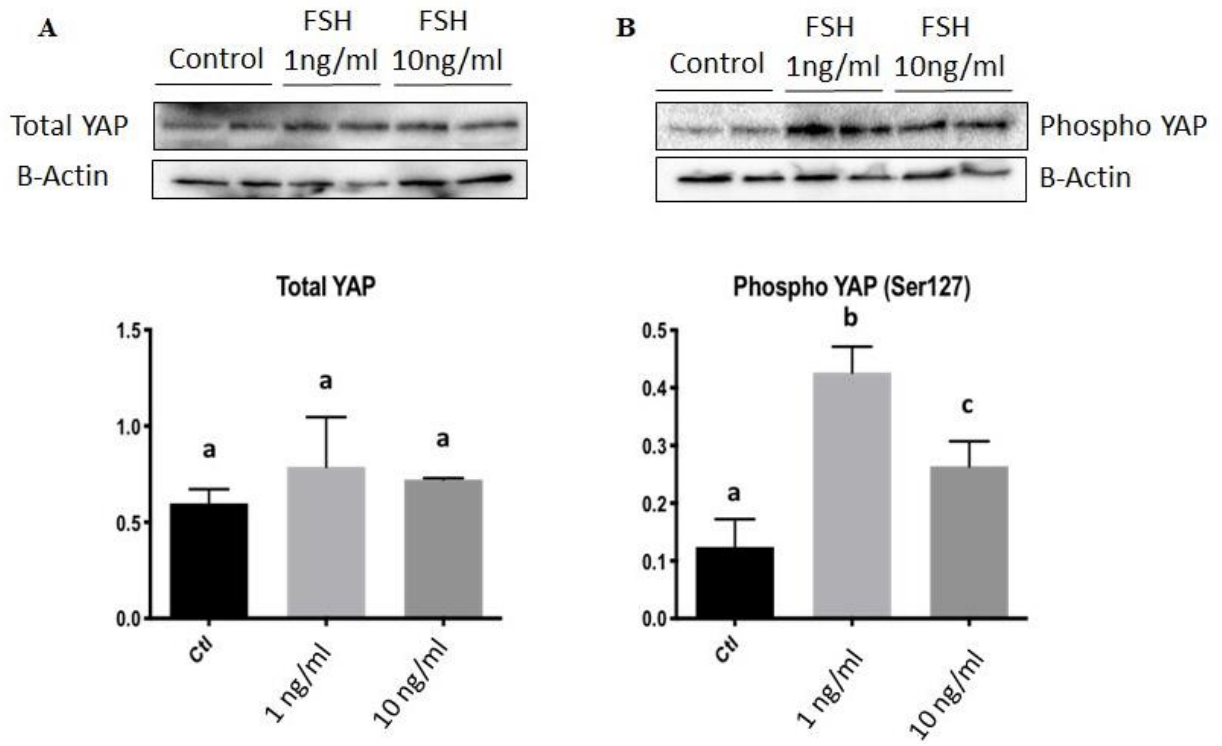 A
Control
FSH
1ng/ml
FSH
10ng/ml
Total YAP
B-Actin
Total YAP
1.5
1.0
0.5
0.0
a
a
a
Ctl
1 ng/ml
10 ng/ml
B
Control
FSH
1ng/ml
FSH
10ng/ml
Phospho YAP
B-Actin
Phospho YAP (Ser127)
0.5
0.4
0.3
0.2
0.1
0.0
a
b
c
Ctl
1 ng/ml
10 ng/ml